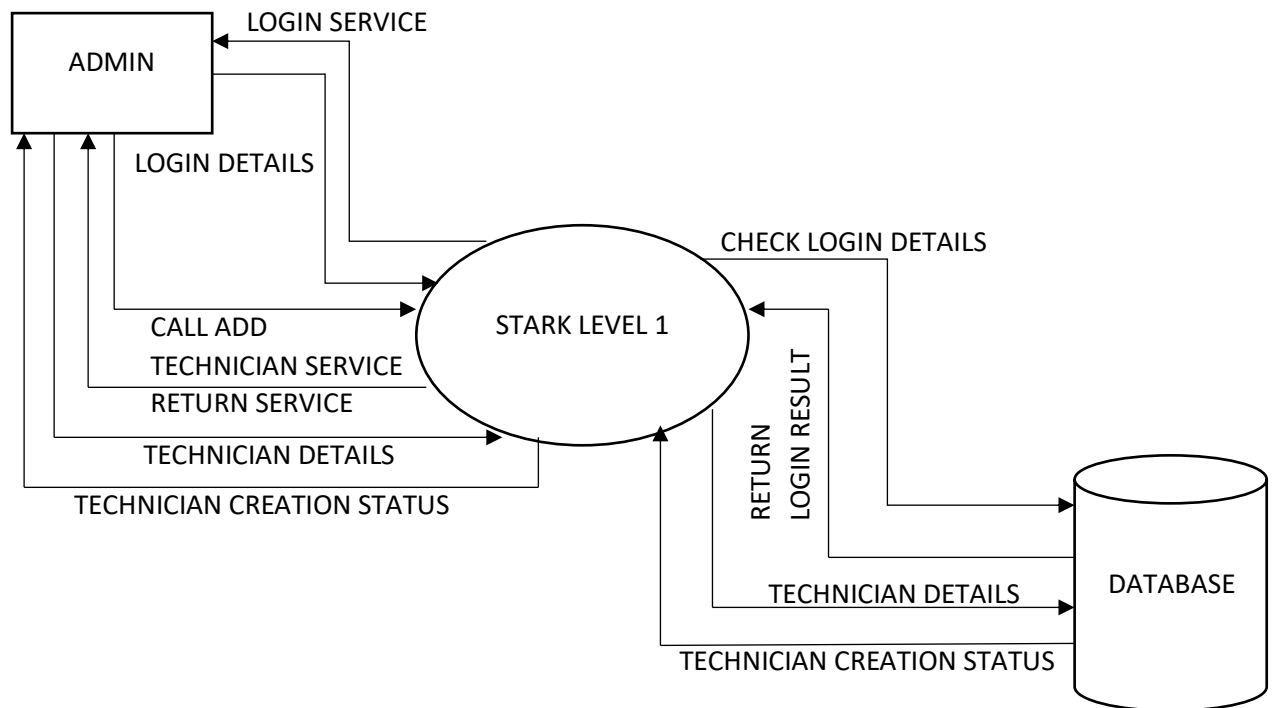 LOGIN SERVICE
ADMIN
LOGIN DETAILS
CHECK LOGIN DETAILS
STARK LEVEL 1
CALL ADD
TECHNICIAN SERVICE
RETURN SERVICE
TECHNICIAN DETAILS
TECHNICIAN CREATION STATUS
RETURN
LOGIN RESULT
DATABASE
TECHNICIAN DETAILS
TECHNICIAN CREATION STATUS